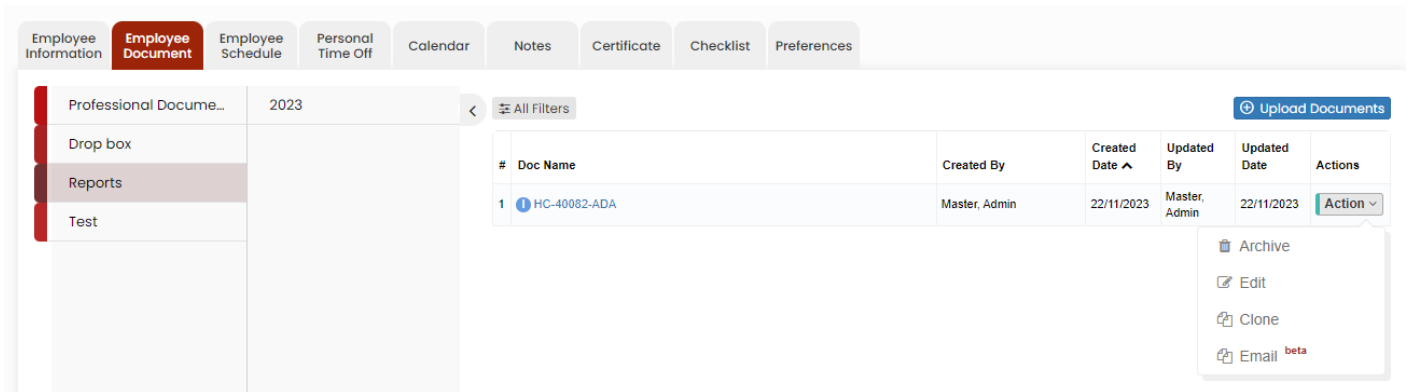 Employee Information
Employee Document
Employee Schedule
Personal Time Off
Calendar
Notes
Certificate
Checklist
Preferences
Professional Docume...
Drop box
Reports
Test
2023
All Filters
Upload Documents
# Doc Name Created By Created Date Updated By Updated Date Actions
1 I HC-40082-ADA Master, Admin 22/11/2023 Master, Admin 22/11/2023 Action
Archive
Edit
Clone
Email beta